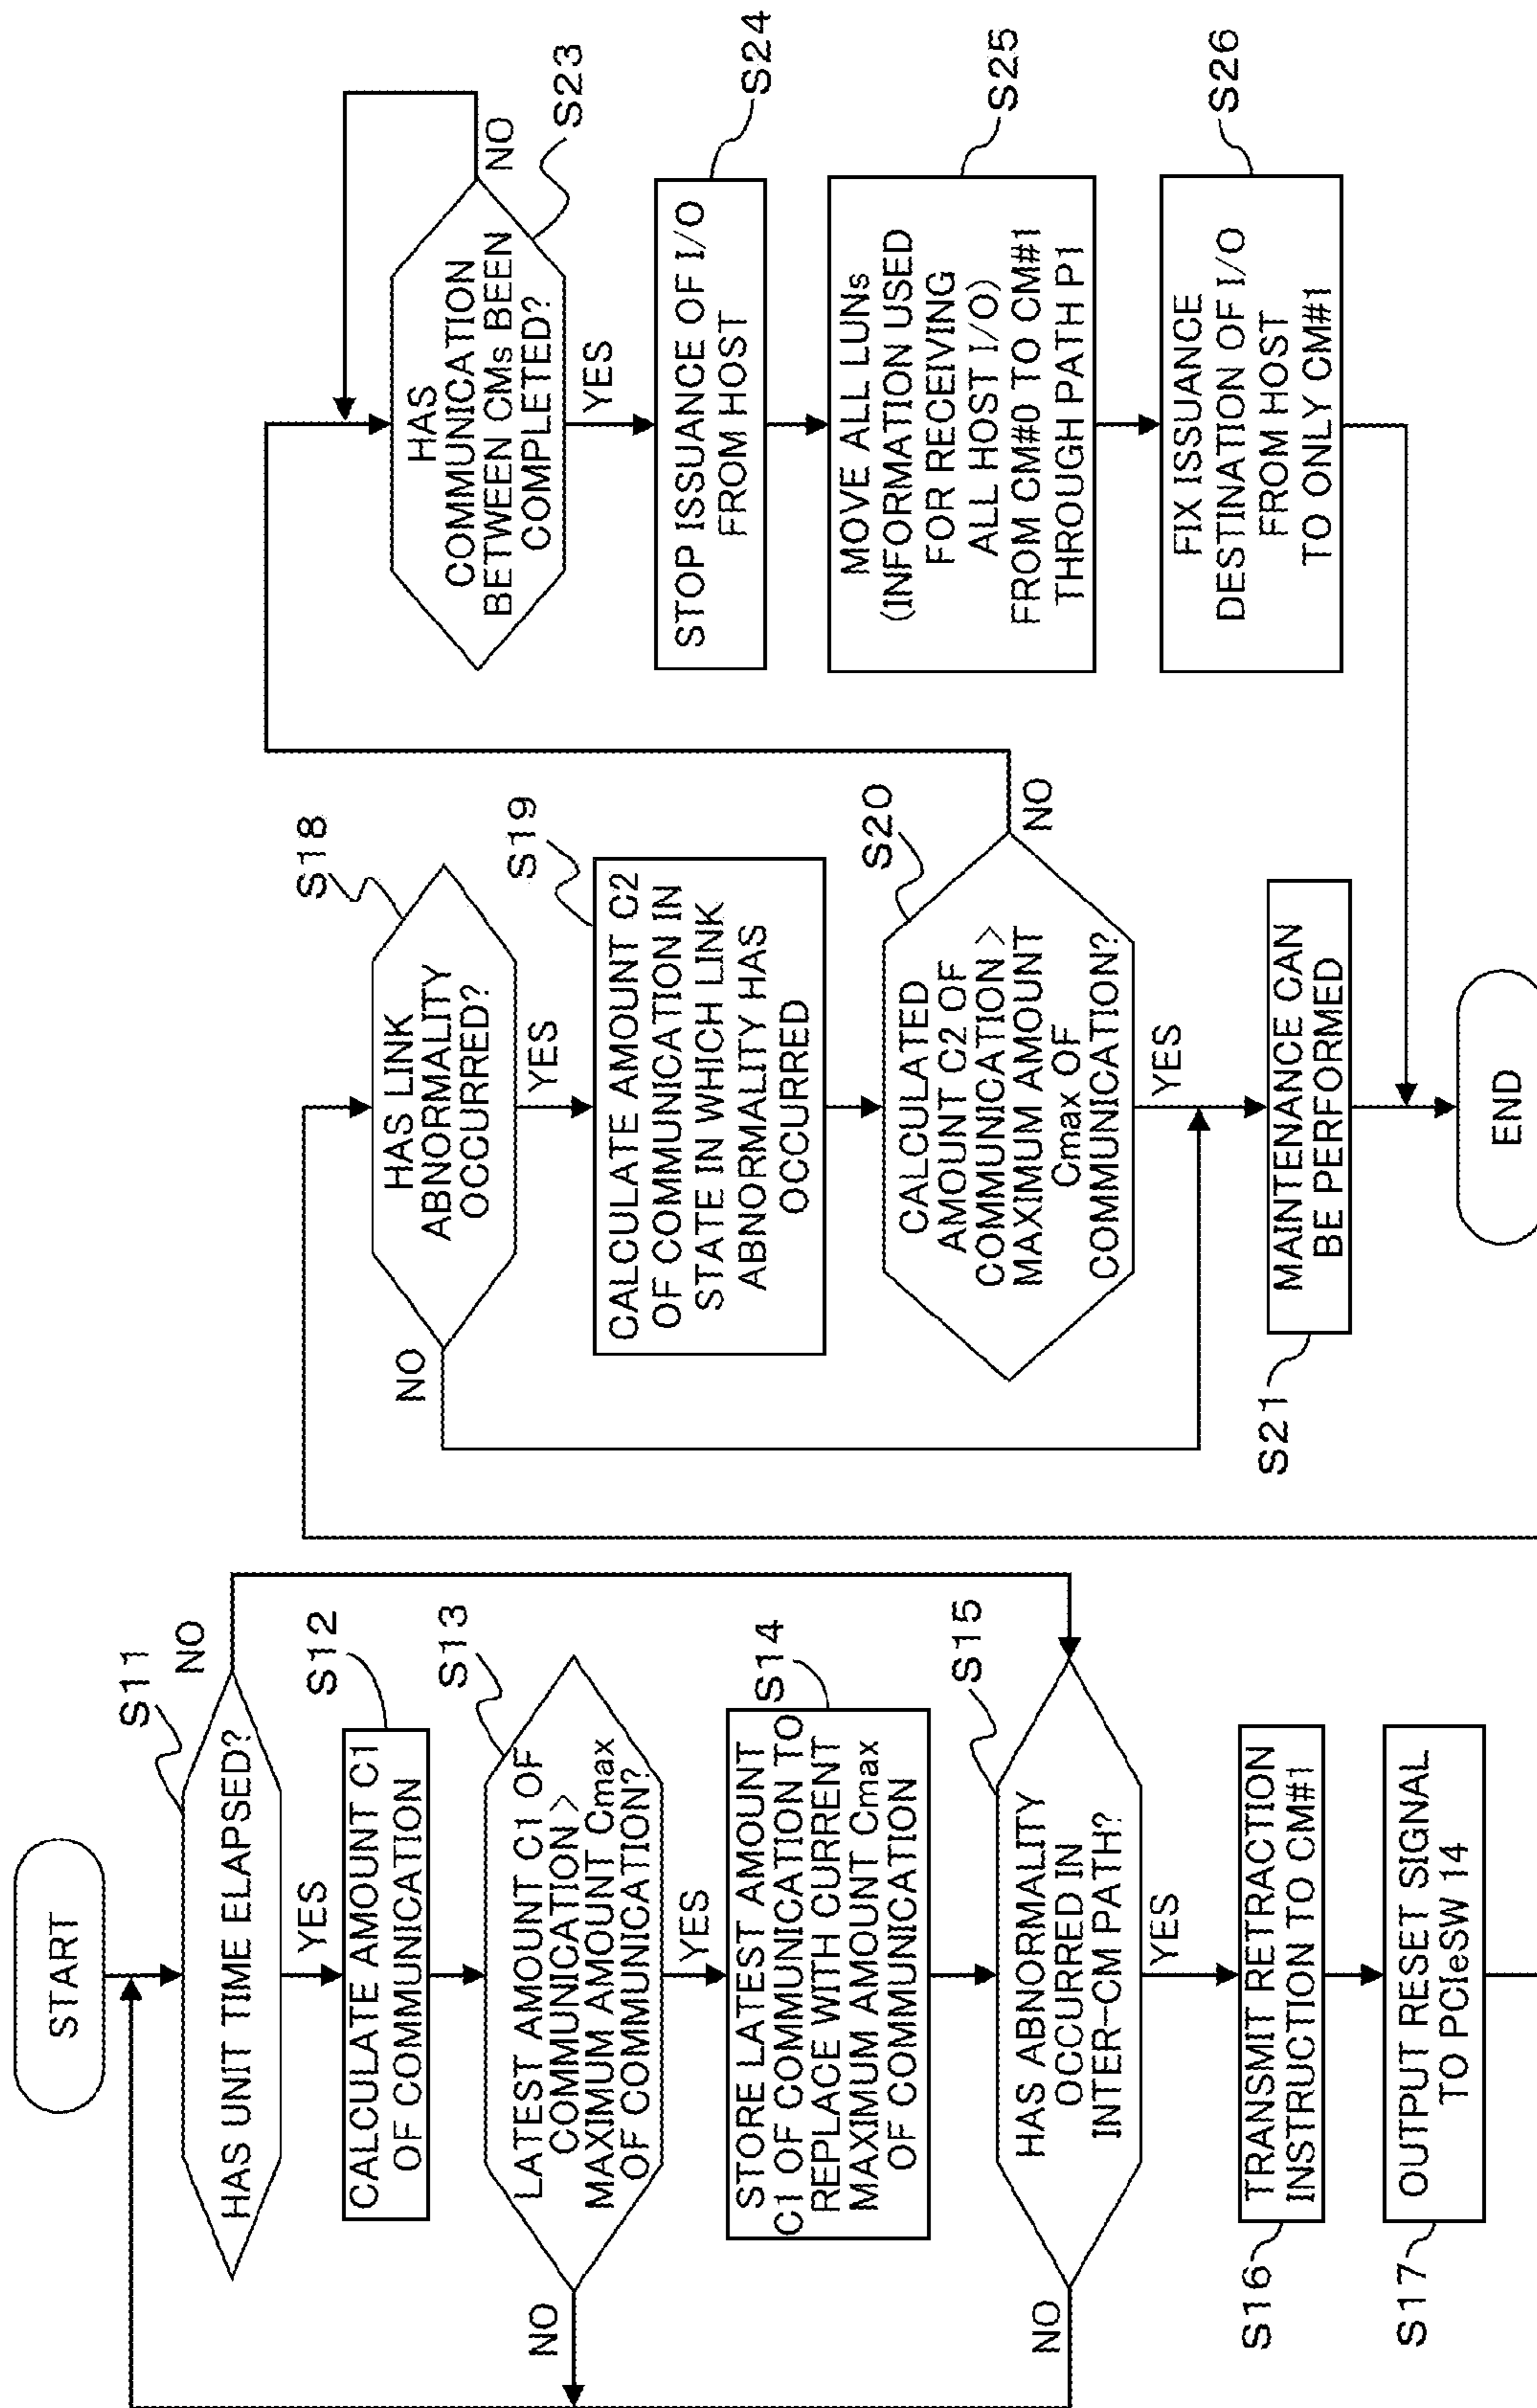 START
S11
HAS UNIT TIME ELAPSED?
NO
YES
S12
CALCULATE AMOUNT C1
OF COMMUNICATION
S13
LATEST AMOUNT C1 OF
COMMUNICATION >
MAXIMUM AMOUNT Cmax
OF COMMUNICATION?
NO
YES
S14
STORE LATEST AMOUNT
C1 OF COMMUNICATION TO
REPLACE WITH CURRENT
MAXIMUM AMOUNT Cmax
OF COMMUNICATION
S15
HAS ABNORMALITY
OCCURRED IN
INTER-CM PATH?
NO
YES
S16
TRANSMIT RETRACTION
INSTRUCTION TO CM#1
S17
OUTPUT RESET SIGNAL
TO PCIeSW 14
S18
HAS LINK
ABNORMALITY
OCCURRED?
NO
YES
S19
CALCULATE AMOUNT C2
OF COMMUNICATION IN
STATE IN WHICH LINK
ABNORMALITY HAS
OCCURRED
S20
CALCULATED
AMOUNT C2 OF
COMMUNICATION >
MAXIMUM AMOUNT
Cmax OF
COMMUNICATION?
NO
YES
S21
MAINTENANCE CAN
BE PERFORMED
END
S23
HAS
COMMUNICATION
BETWEEN CMs BEEN
COMPLETED?
NO
YES
S24
STOP ISSUANCE OF I/O
FROM HOST
S25
MOVE ALL LUNs
(INFORMATION USED
FOR RECEIVING
ALL HOST I/O)
FROM CM#0 TO CM#1
THROUGH PATH P1
S26
FIX ISSUANCE
DESTINATION OF I/O
FROM HOST
TO ONLY CM#1